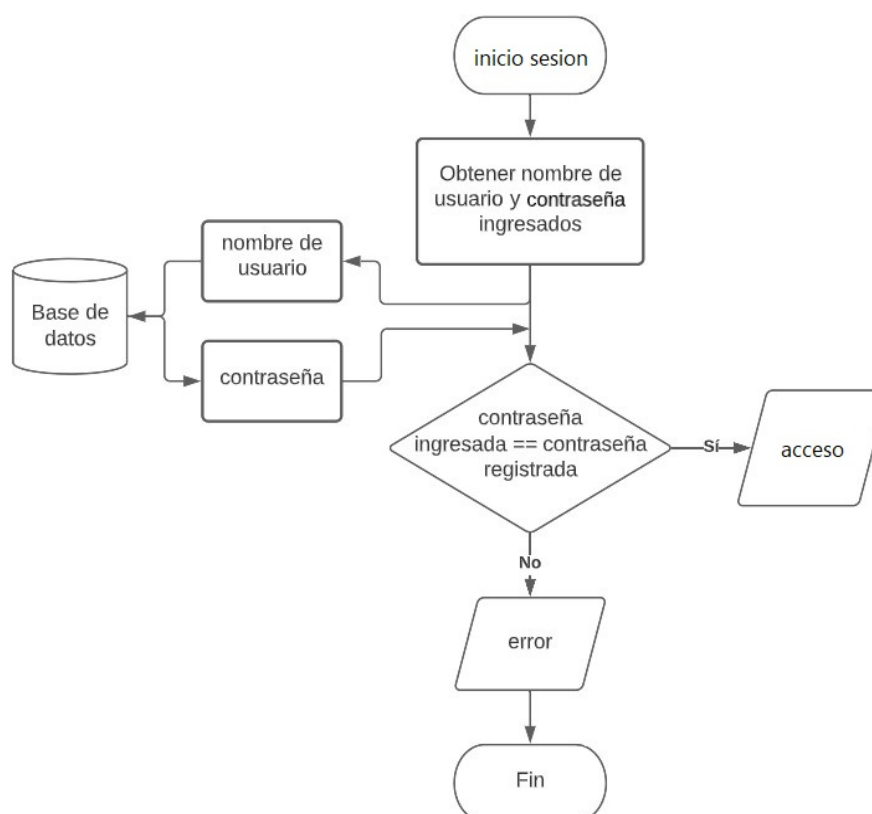 inicio sesion
Obtener nombre de
usuario y contraseña
ingresados
nombre de
usuario
Base de
datos
contraseña
contraseña
ingresada == contraseña
registrada
Sí
acceso
No
error
Fin